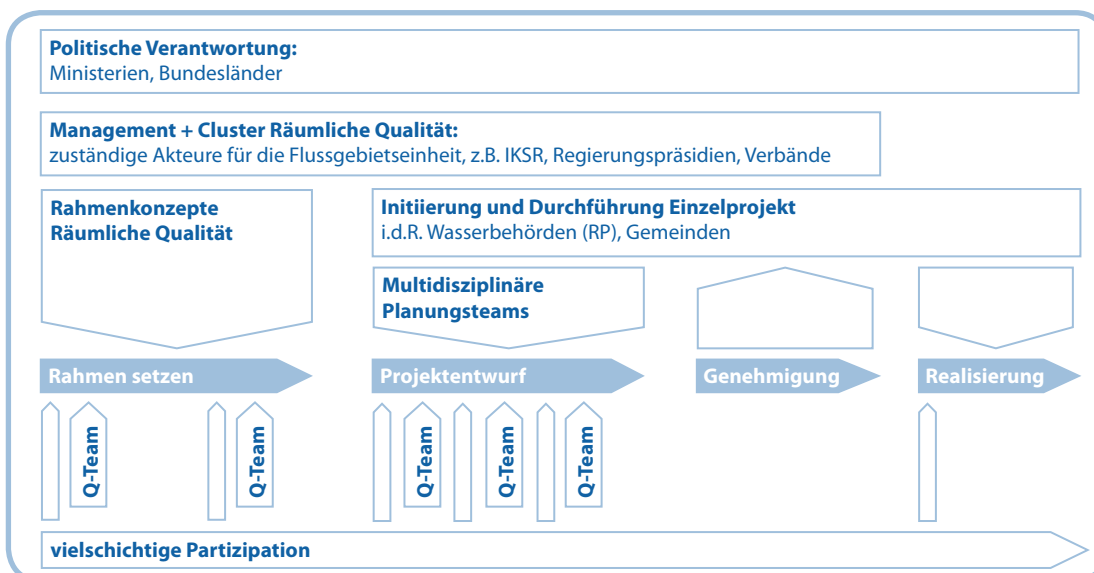 Politische Verantwortung:
Ministerien, Bundesländer
Management + Cluster Räumliche Qualität:
zuständige Akteure für die Flussgebietseinheit, z.B. IKSR, Regierungspräsidien, Verbände
Rahmenkonzepte
Räumliche Qualität
Initiierung und Durchführung Einzelprojekt
i.d.R. Wasserbehörden (RP), Gemeinden
Multidisziplinäre
Planungsteams
Rahmen setzen
Projektentwurf
Genehmigung
Realisierung
Q-Team
Q-Team
Q-Team
Q-Team
Q-Team
vielschichtige Partizipation